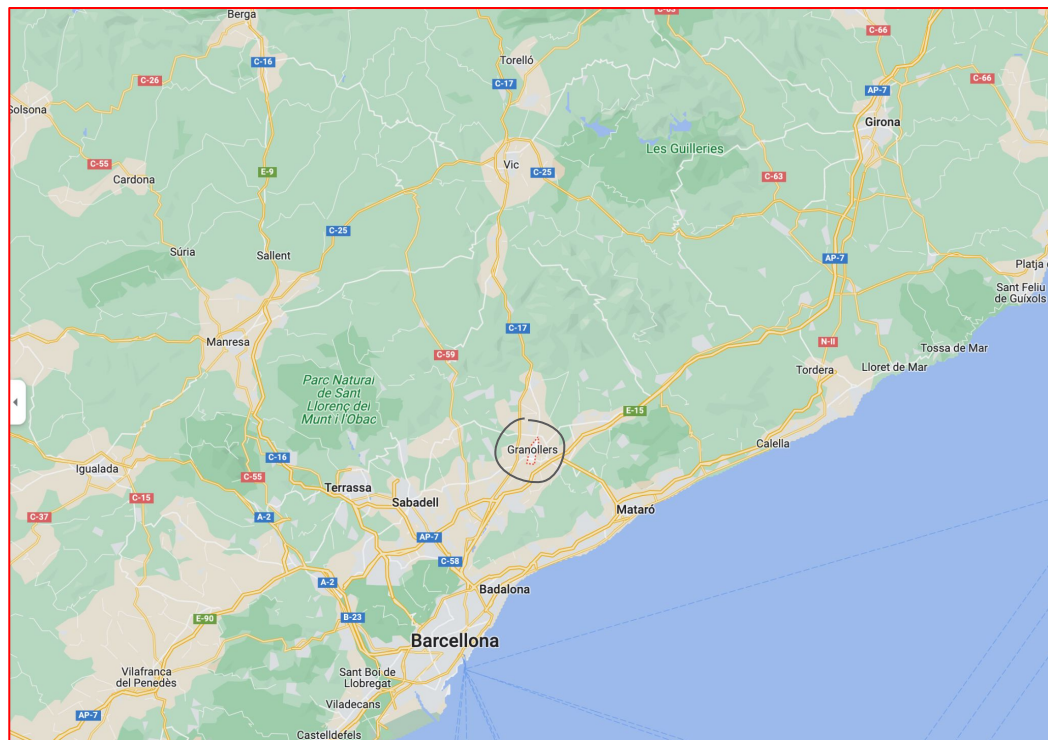 Berga
C-16
C-26
Solsona
C-55
Cardona
E-9
Torelló
C-17
C-66
AP-7
C-66
Girona
Les Guilleries
Vic
C-25
C-63
C-25
Súria
Sallent
AP-7
Platja
Sant Feliu
de Guíxols
C-17
Manresa
C-59
N-II
Tossa de Mar
Tordera
Lloret de Mar
Parc Natural
de Sant
Llorenç del
Munt i l'Obac
E-15
Granollers
Calella
C-16
Igualada
C-55
C-15
Terrassa
Sabadell
Mataró
C-37
A-2
AP-7
C-58
A-2
Badalona
B-23
E-90
Barcellona
Vilafranca
del Penedès
Sant Boi de
Llobregat
Viladecans
AP-7
Castelldefels